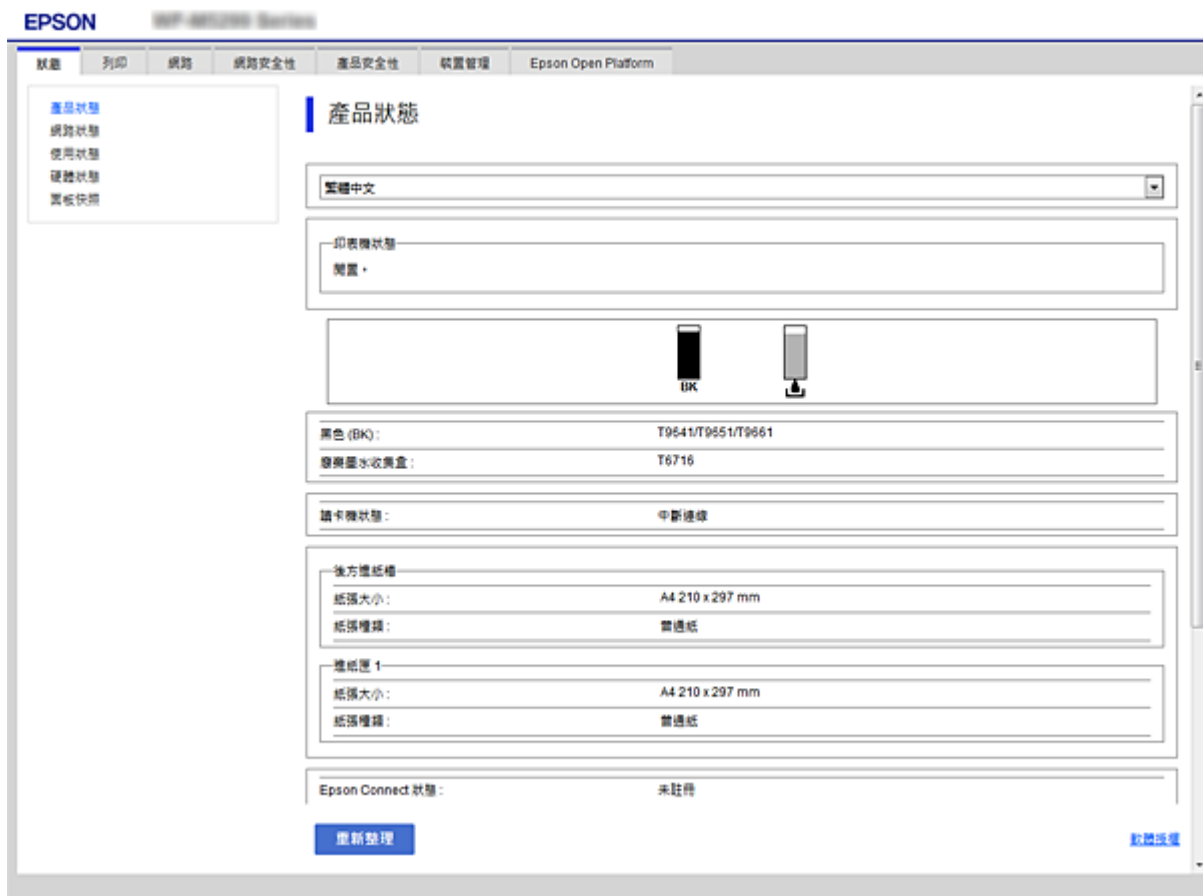 EPSON
狀態 列印 網路 網路安全性 產品安全性 裝置管理 Epson Open Platform
產品狀態
網路狀態
使用狀態
硬體狀態
面板快照
產品狀態
繁體中文
印表機狀態
閒置。
BK
黑色 (BK) : T9641/T9651/T9661
廢棄墨水收集盒 : T6716
讀卡機狀態 : 中斷連線
後方進紙槽
紙張大小 : A4 210 x 297 mm
紙張種類 : 普通紙
進紙匣 1
紙張大小 : A4 210 x 297 mm
紙張種類 : 普通紙
Epson Connect 狀態 : 未註冊
重新整理 軟體授權